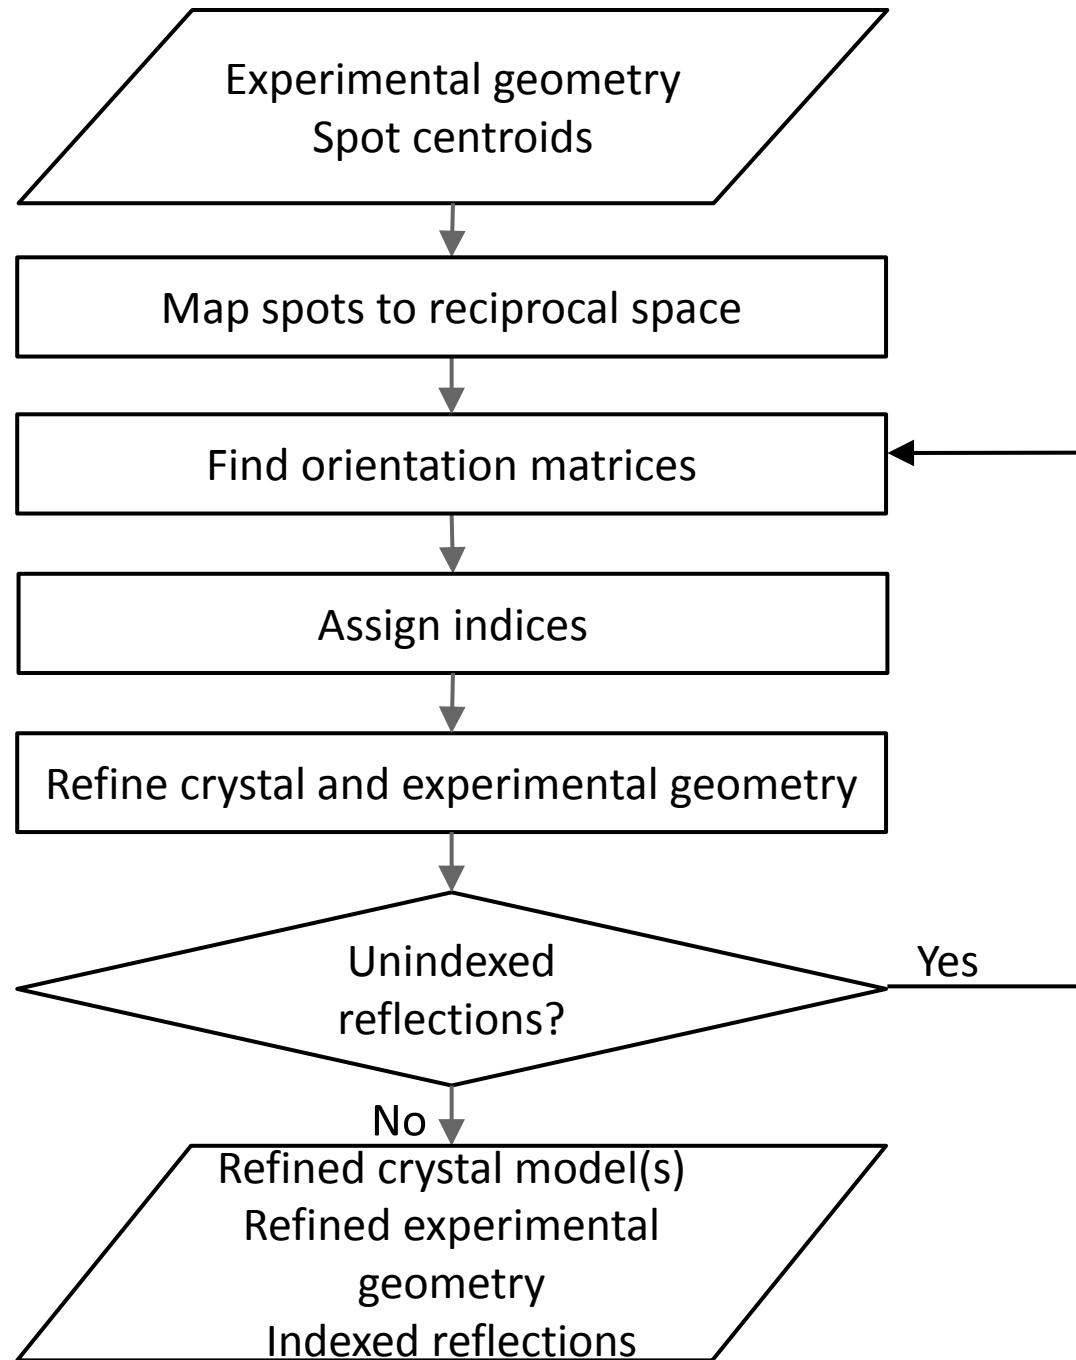 Experimental geometry
Spot centroids
Map spots to reciprocal space
Find orientation matrices
Assign indices
Refine crystal and experimental geometry
Unindexed
reflections?
Yes
No
Refined crystal model(s)
Refined experimental
geometry
Indexed reflections